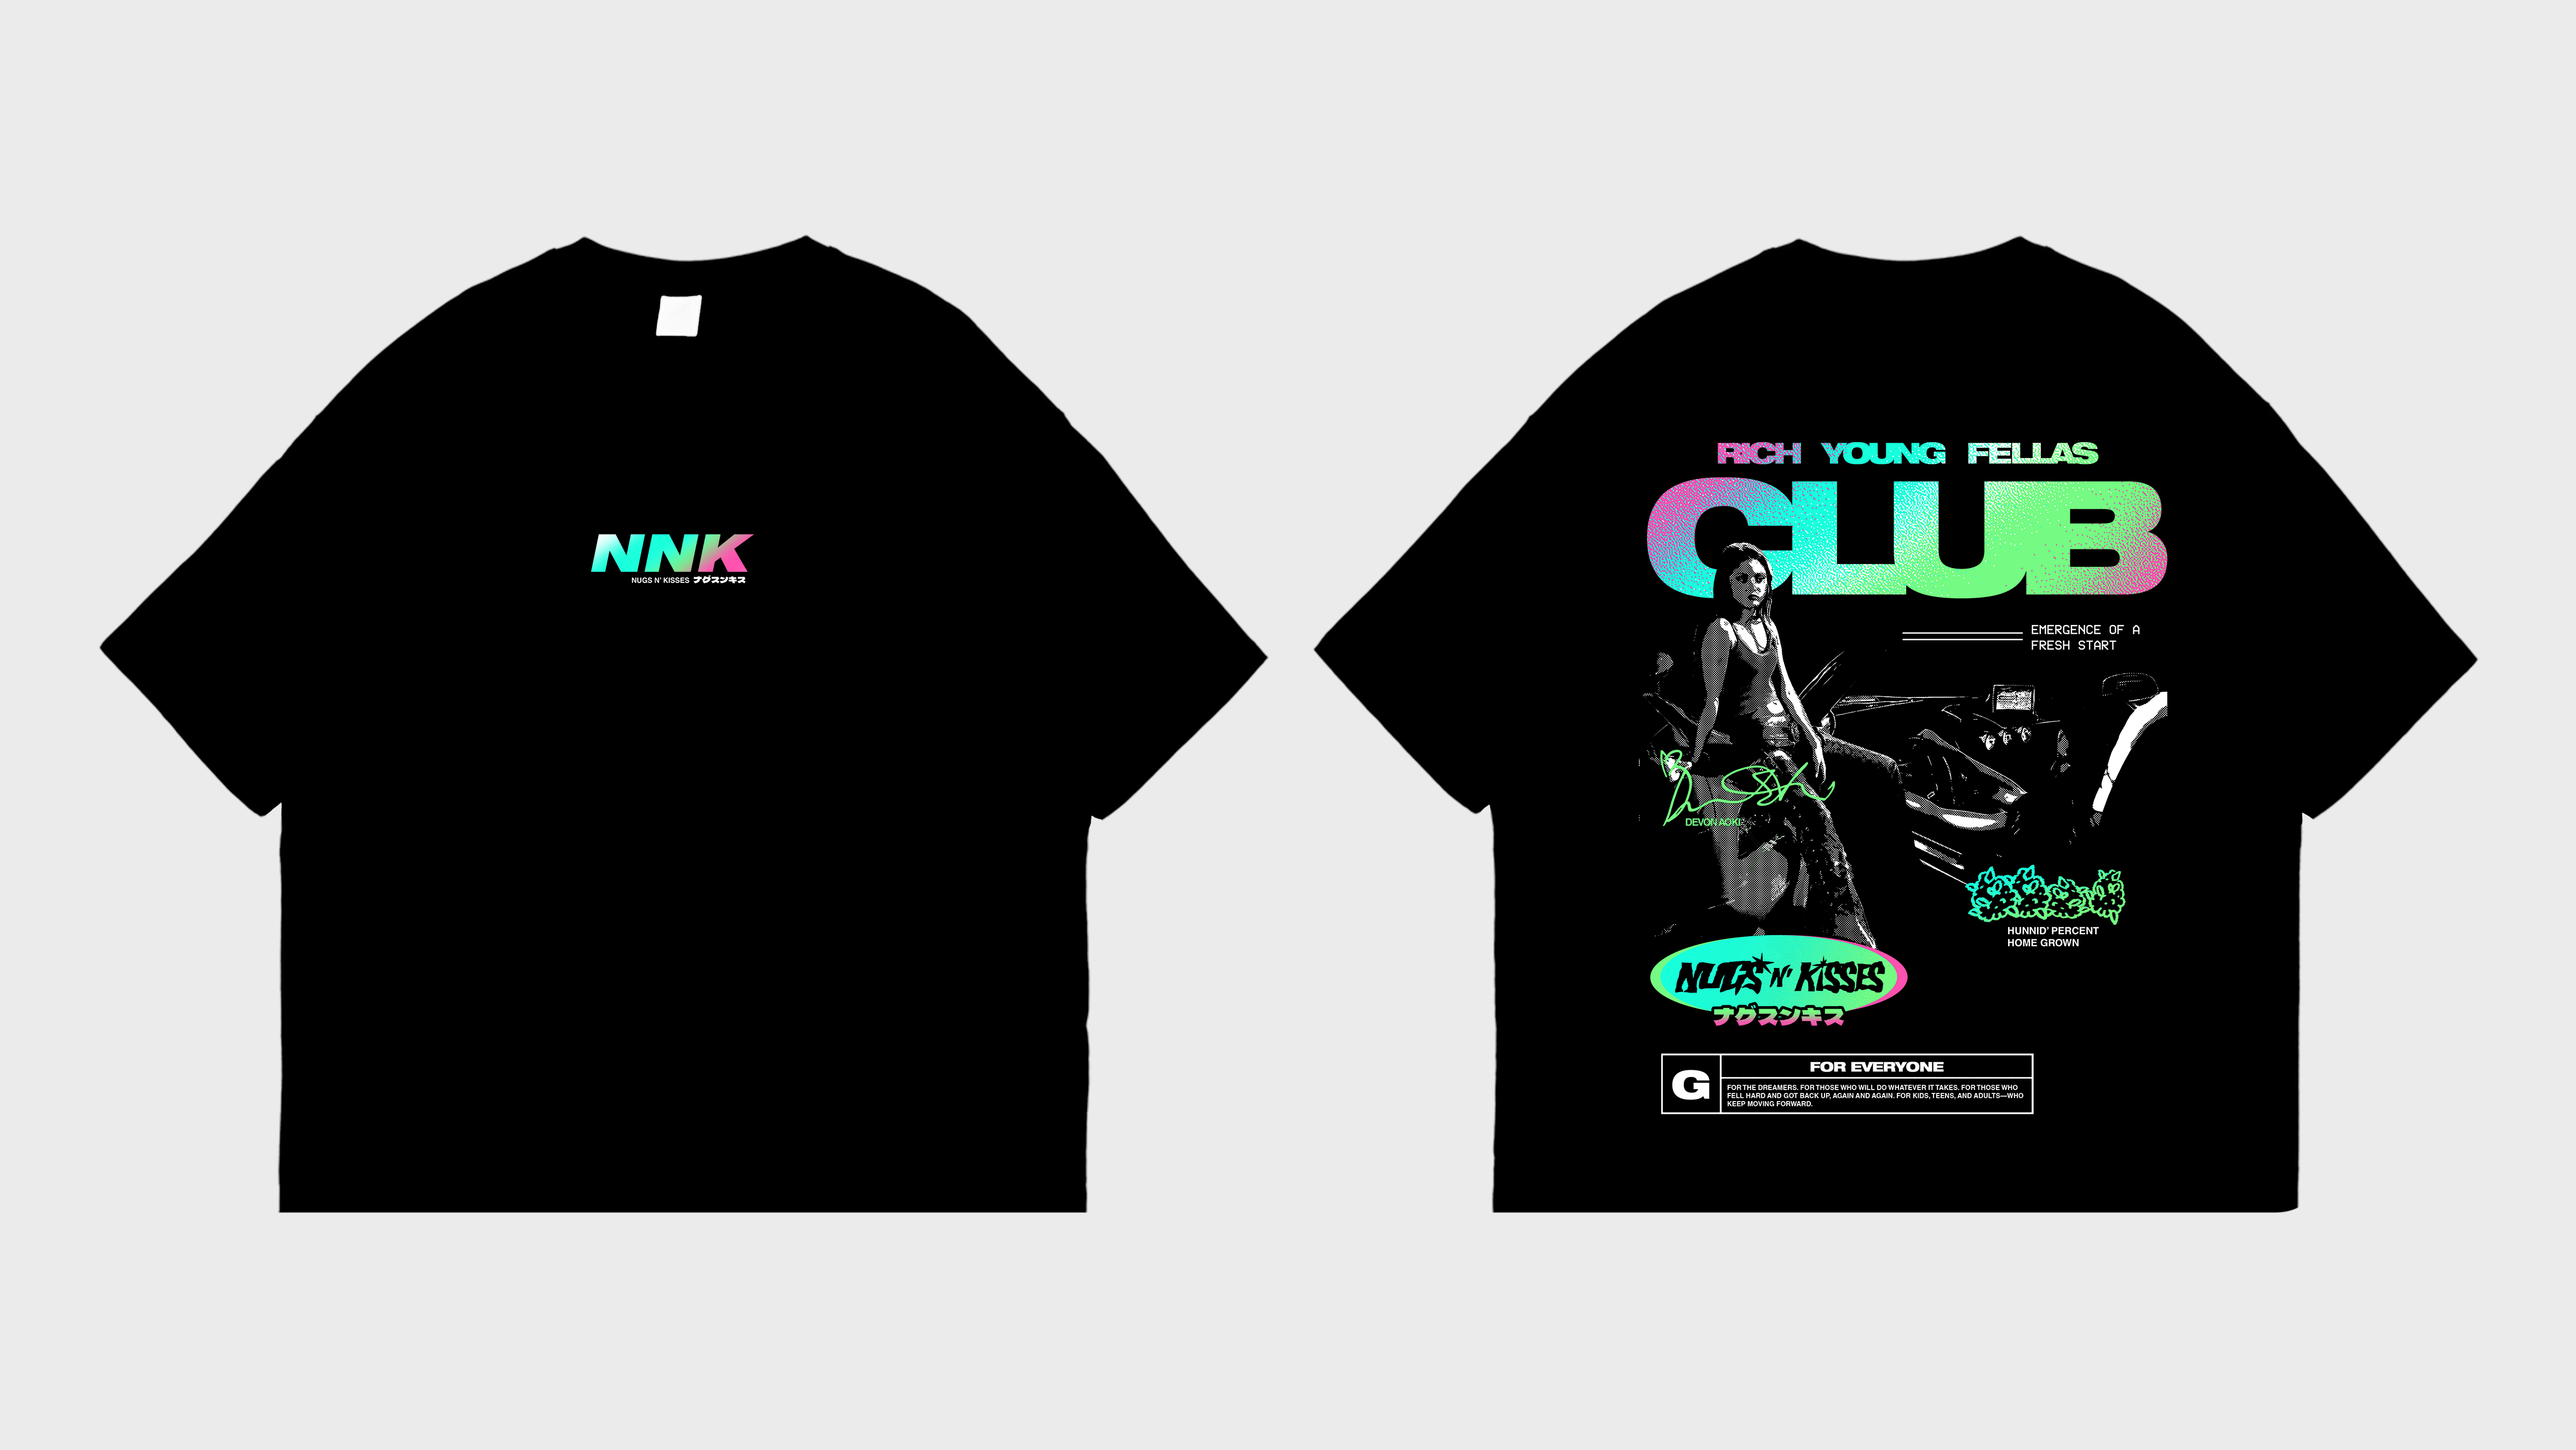 NNK
NUGS N' KISSES ナグスンキス
RICH YOUNG FELLAS
CLUB
EMERGENCE OF A
FRESH START
DEVON AOKI
HUNNID' PERCENT
HOME GROWN
NUGS N' KISSES
ナグスンキス
G
FOR EVERYONE
FOR THE DREAMERS. FOR THOSE WHO WILL DO WHATEVER IT TAKES. FOR THOSE WHO
FELL HARD AND GOT BACK UP, AGAIN AND AGAIN. FOR KIDS, TEENS, AND ADULTS—WHO
KEEP MOVING FORWARD.